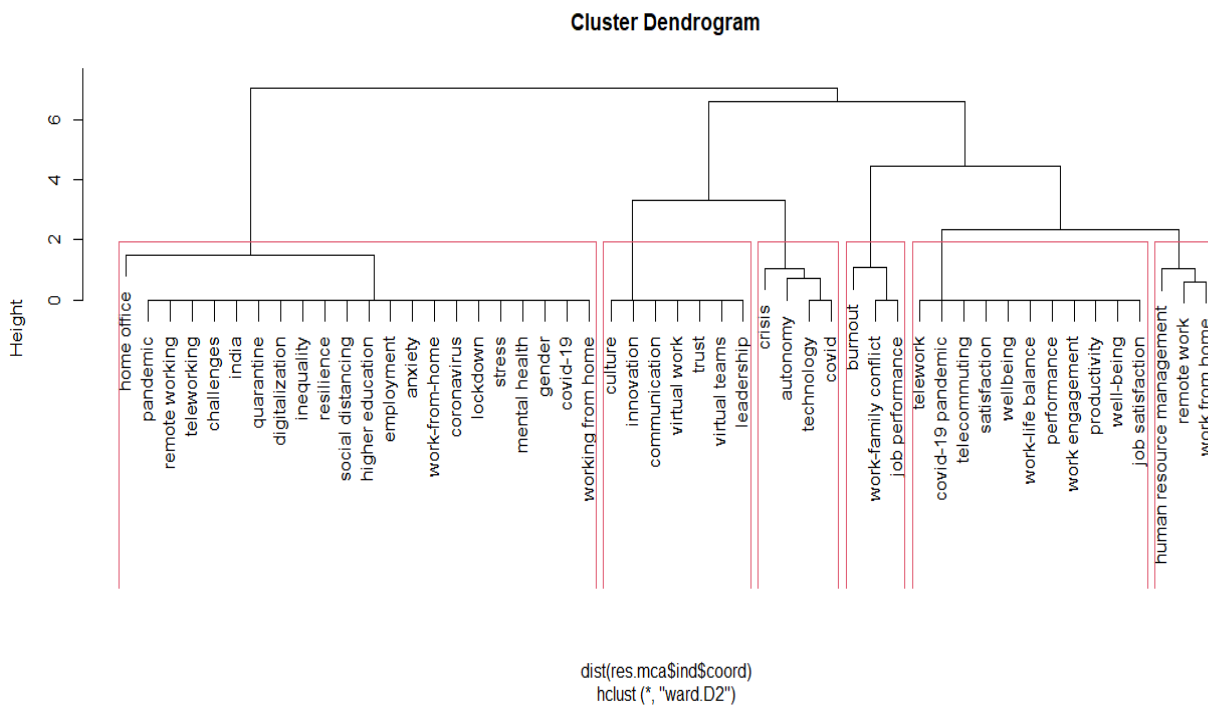 Cluster Dendrogram
Height
6
4
2
0
home office
pandemic
remote working
teleworking
challenges
india
quarantine
digitalization
inequality
resilience
social distancing
higher education
employment
anxiety
work-from-home
coronavirus
lockdown
stress
mental health
gender
covid-19
working from home
culture
innovation
communication
virtual work
trust
virtual teams
leadership
crisis
autonomy
technology
covid
burnout
work-family conflict
job performance
telework
covid-19 pandemic
telecommuting
satisfaction
wellbeing
work-life balance
performance
work engagement
productivity
well-being
job satisfaction
human resource management
remote work
work from home
dist(res.mca$ind$coord)
hclust (*, "ward.D2")